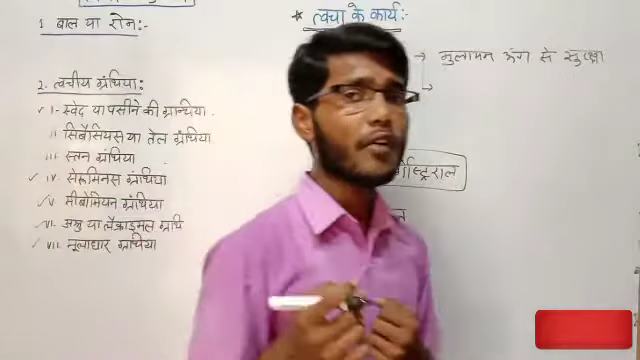 1. बाल या रोन:-
2. त्वचीय ग्रंथिया:
I- स्वेद या पसीने की ग्रान्थिया.
II सिबैसियस या तेल ग्रंथिया
III- स्तन ग्रंथिया
IV. सेरूमिनस ग्रंथिया
V. मीबोमियन ग्रंथिया
VI. अश्रु या लैक्राइमल ग्रंथि
VII. मूलाधार ग्रंथिया
* त्वचा के कार्य:-
→ मुलायम अंग से सुरक्षा
→